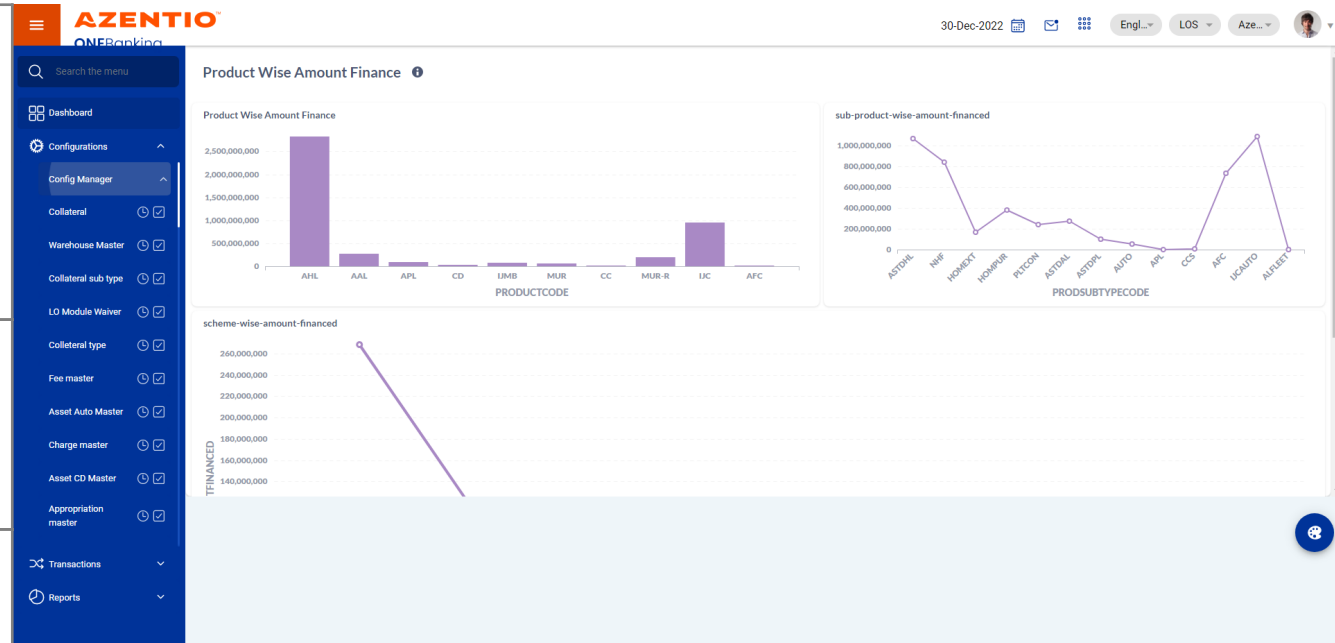 AZENTIO
ONEBanking
30-Dec-2022
Engl...
LOS
Aze...
Search the menu
Dashboard
Configurations
Config Manager
Collateral
Warehouse Master
Collateral sub type
LO Module Waiver
Colleteral type
Fee master
Asset Auto Master
Charge master
Asset CD Master
Appropriation
master
Transactions
Reports
Product Wise Amount Finance
Product Wise Amount Finance
2,500,000,000
2,000,000,000
1,500,000,000
1,000,000,000
500,000,000
0
AHL AAL APL CD IJMB MUR CC MUR-R IJC AFC
PRODUCTCODE
sub-product-wise-amount-financed
1,000,000,000
800,000,000
600,000,000
400,000,000
200,000,000
0
ASTDHL NHF HOMEXT HOMPUR PLTCON ASTDAL ASTDPL AUTO APL CCS AFC IJCAUTO ALFLEET
PRODSUBTYPECODE
scheme-wise-amount-financed
260,000,000
240,000,000
220,000,000
200,000,000
180,000,000
160,000,000
140,000,000
TFINANCED